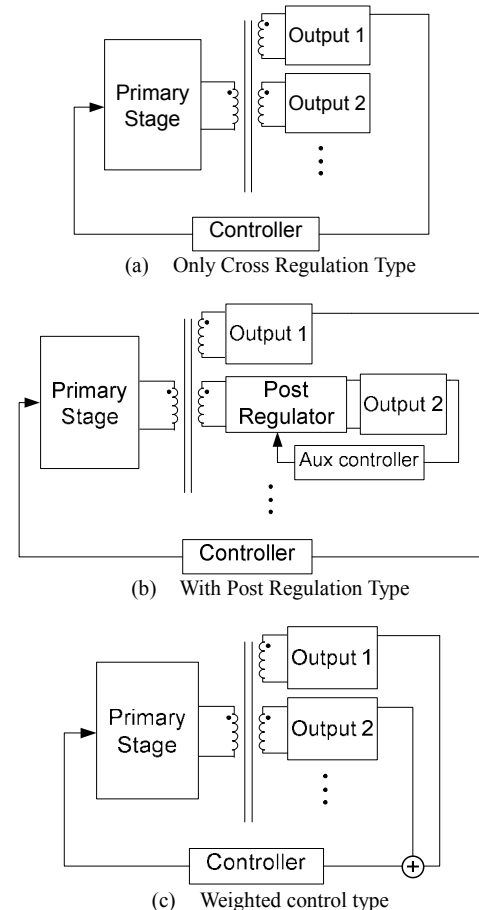 Output 1
Primary
Stage
Output 2
Controller
(a) Only Cross Regulation Type
Output 1
Primary
Stage
Post
Regulator
Output 2
Aux controller
Controller
(b) With Post Regulation Type
Output 1
Primary
Stage
Output 2
Controller
(c) Weighted control type